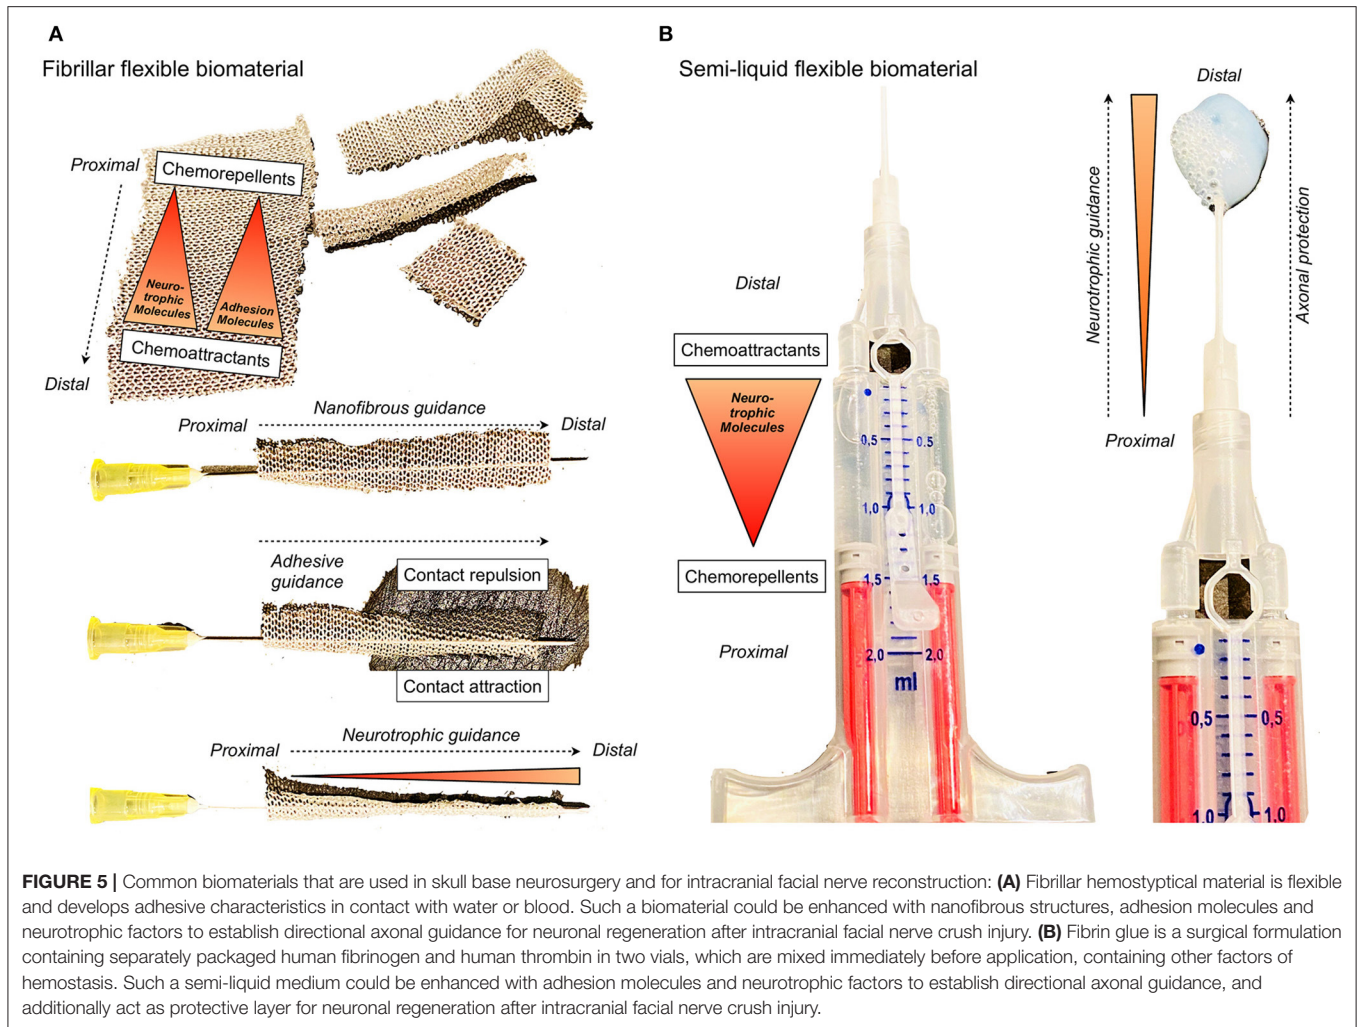 A
Fibrillar flexible biomaterial
Proximal
Chemorepellents
Neuro-
trophic
Molecules
Adhesion
Molecules
Chemoattractants
Distal
Nanofibrous guidance
Proximal
Distal
Adhesive
guidance
Contact repulsion
Contact attraction
Neurotrophic guidance
Proximal
Distal
B
Semi-liquid flexible biomaterial
Distal
Chemoattractants
Neuro-
trophic
Molecules
Chemorepellents
Proximal
0,5 0.5
1,0 1,0
1,5 1,5
2,0 2,0
ml
Distal
Neurotrophic guidance
Axonal protection
Proximal
0,5 0,5
1,0 1,0
FIGURE 5 | Common biomaterials that are used in skull base neurosurgery and for intracranial facial nerve reconstruction: (A) Fibrillar hemostyptical material is flexible
and develops adhesive characteristics in contact with water or blood. Such a biomaterial could be enhanced with nanofibrous structures, adhesion molecules and
neurotrophic factors to establish directional axonal guidance for neuronal regeneration after intracranial facial nerve crush injury. (B) Fibrin glue is a surgical formulation
containing separately packaged human fibrinogen and human thrombin in two vials, which are mixed immediately before application, containing other factors of
hemostasis. Such a semi-liquid medium could be enhanced with adhesion molecules and neurotrophic factors to establish directional axonal guidance, and
additionally act as protective layer for neuronal regeneration after intracranial facial nerve crush injury.